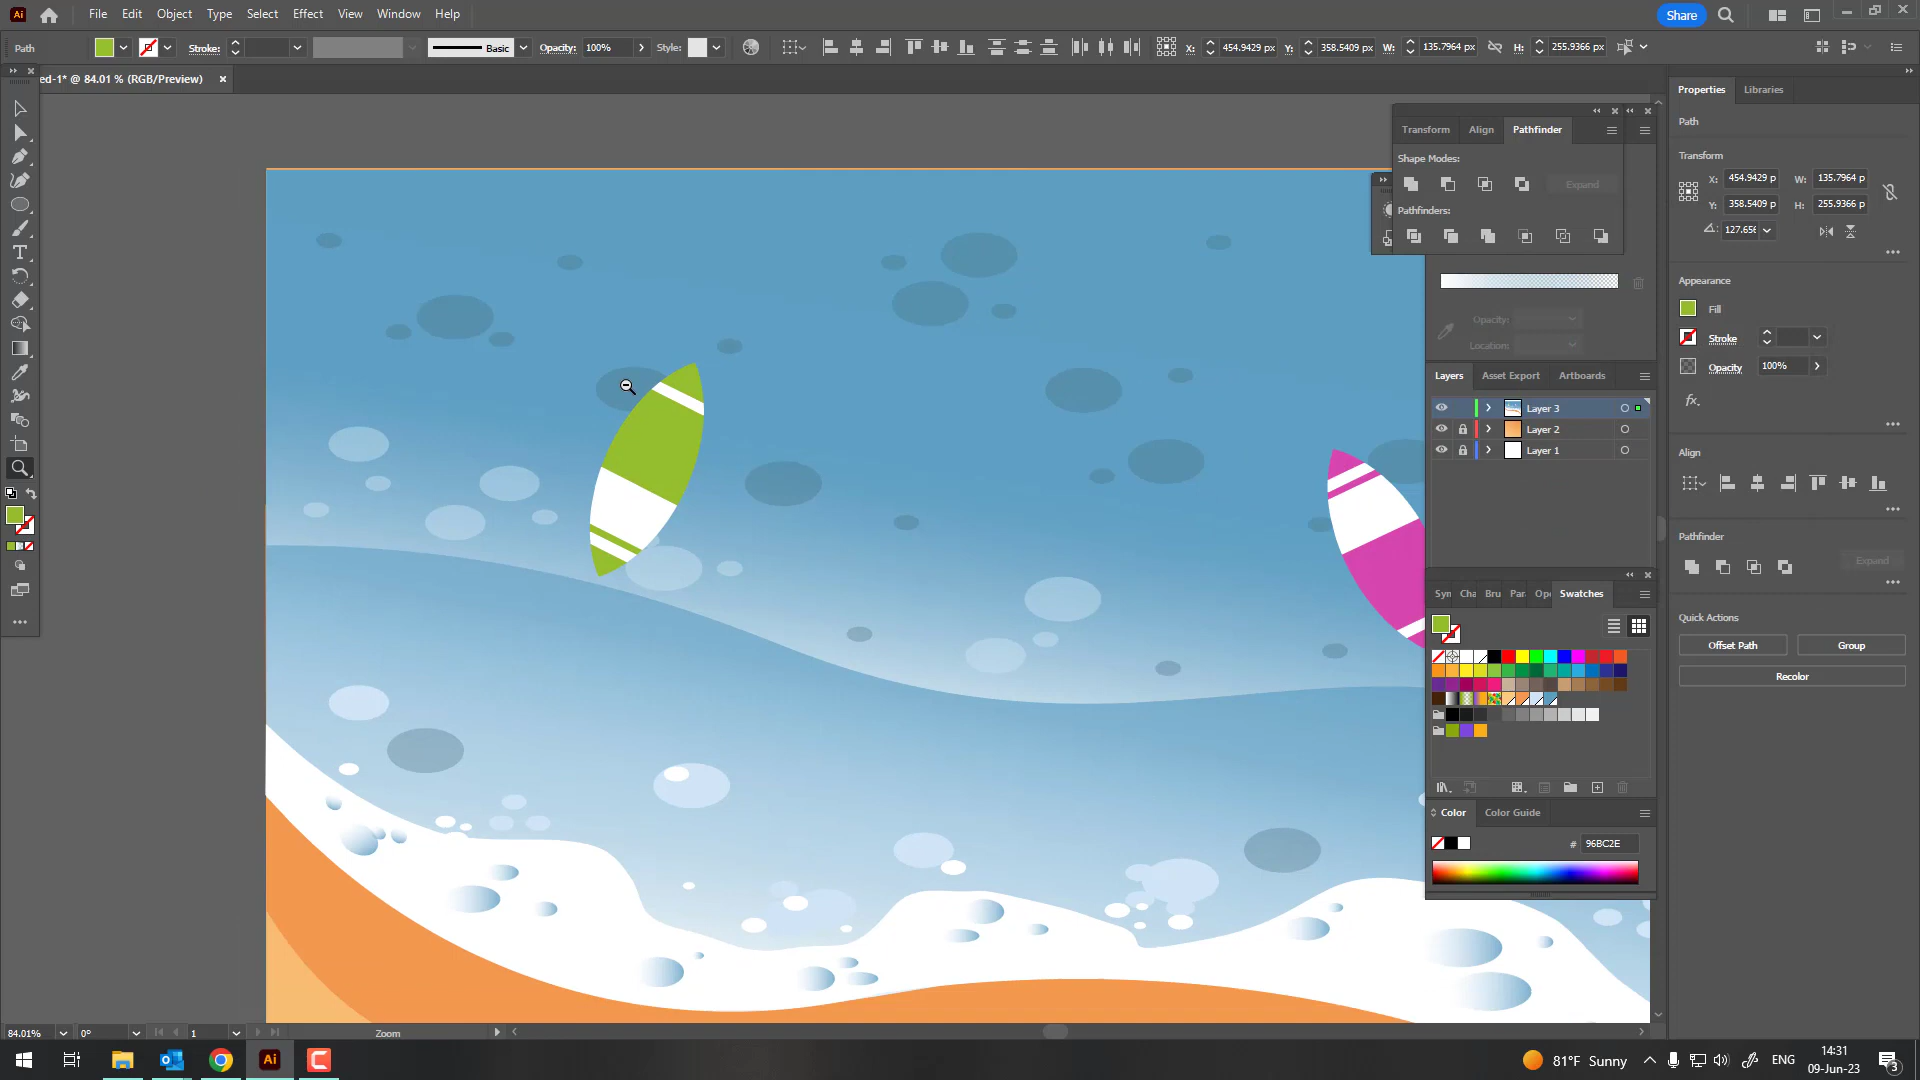 Ai File Edit Object Type Select Effect View Window Help Share
Path Stroke: Basic Opacity: 100% Style: X: 454.9429 px Y: 358.5409 px W: 135.7964 px H: 255.9366 px
ed-1* @ 84.01 % (RGB/Preview)
Properties Libraries
Path
Transform Align Pathfinder
Shape Modes:
Expand
Pathfinders:
Opacity:
Location:
Layers Asset Export Artboards
Layer 3
Layer 2
Layer 1
Transform
X: 454.9429 p W: 135.7964 p
Y: 358.5409 p H: 255.9366 p
127.656
Appearance
Fill
Stroke
Opacity 100%
fx.
Align
Pathfinder
Expand
Quick Actions
Offset Path Group
Recolor
Syn Cha Bru Par Ope Swatches
Color Color Guide
# 96BC2E
84.01% 0° 1 Zoom
Ai 81°F Sunny ENG 14:31
09-Jun-23 3